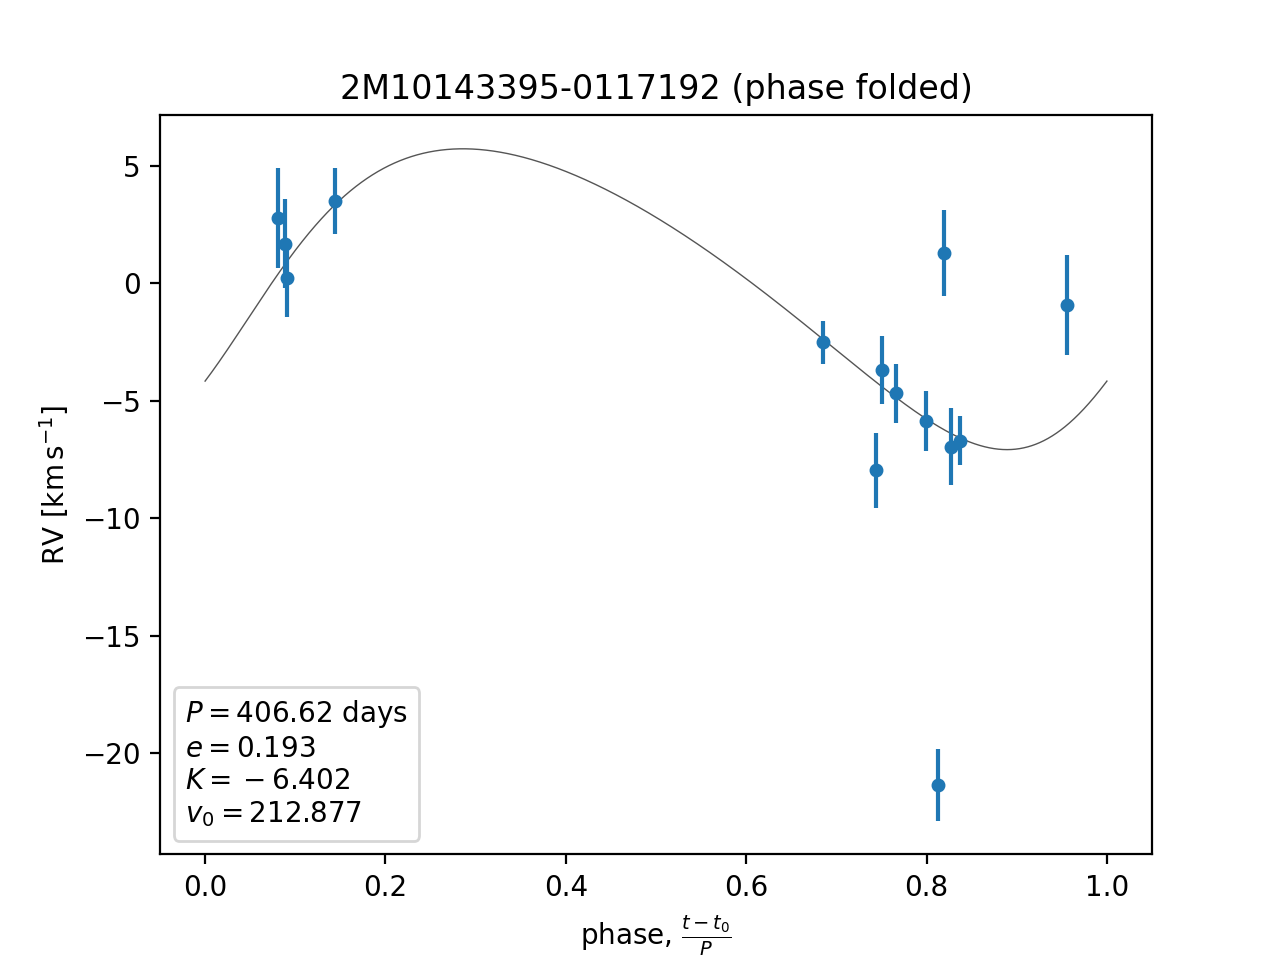 2M10143395-0117192 (phase folded)
RV [km s⁻¹]
5
0
−5
−10
−15
−20
P = 406.62 days
e = 0.193
K = −6.402
v₀ = 212.877
0.0 0.2 0.4 0.6 0.8 1.0
phase, (t − t₀)/P